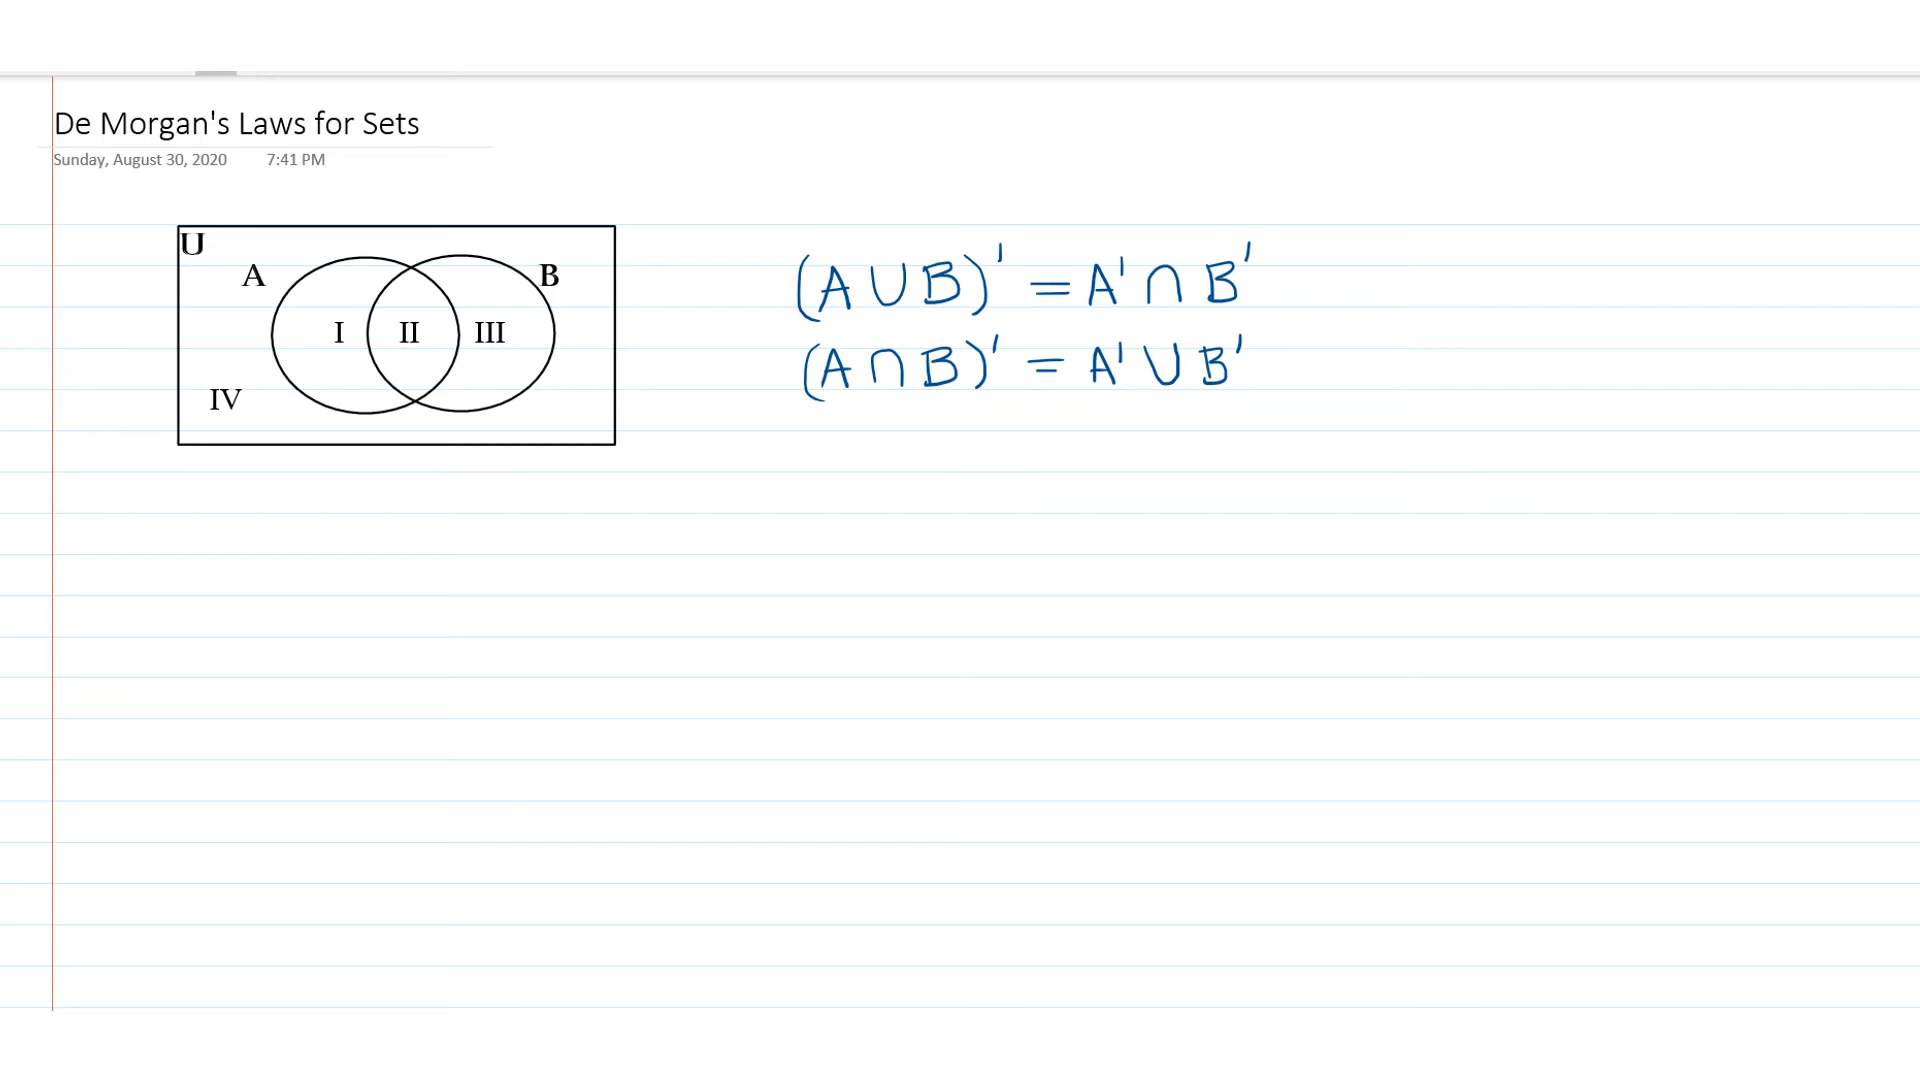 De Morgan's Laws for Sets
Sunday, August 30, 2020 7:41 PM
U
A B
I II III
IV
(A ∪ B)' = A' ∩ B'
(A ∩ B)' = A' ∪ B'